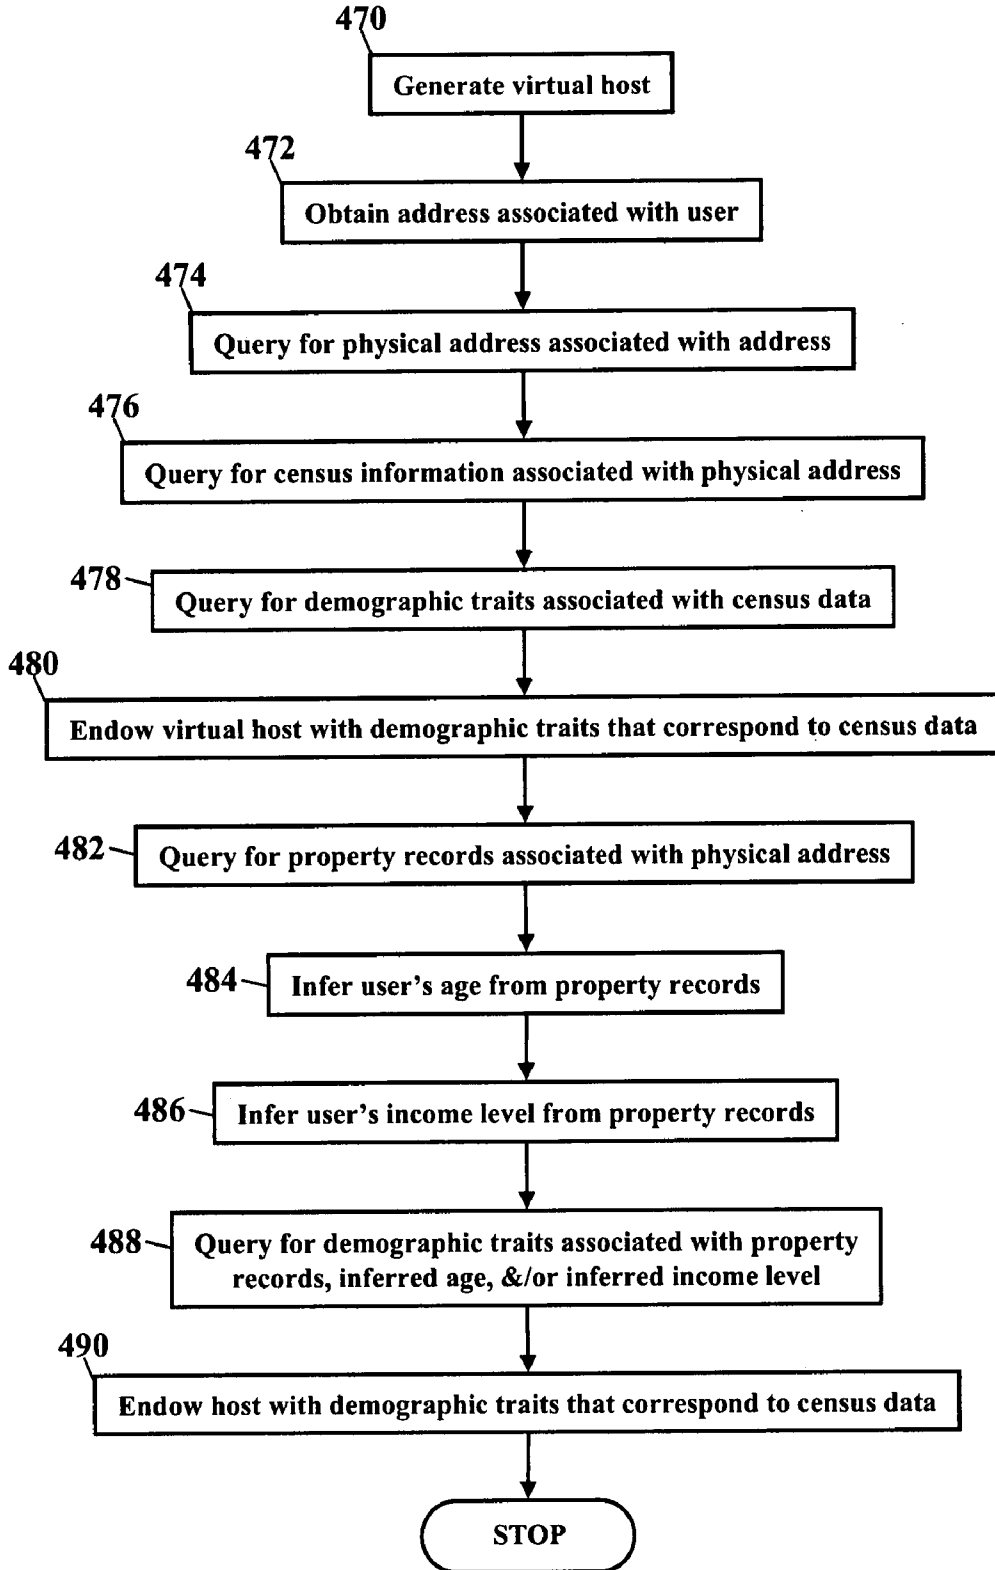 470
Generate virtual host
472
Obtain address associated with user
474
Query for physical address associated with address
476
Query for census information associated with physical address
478
Query for demographic traits associated with census data
480
Endow virtual host with demographic traits that correspond to census data
482
Query for property records associated with physical address
484
Infer user's age from property records
486
Infer user's income level from property records
488
Query for demographic traits associated with property
records, inferred age, &/or inferred income level
490
Endow host with demographic traits that correspond to census data
STOP